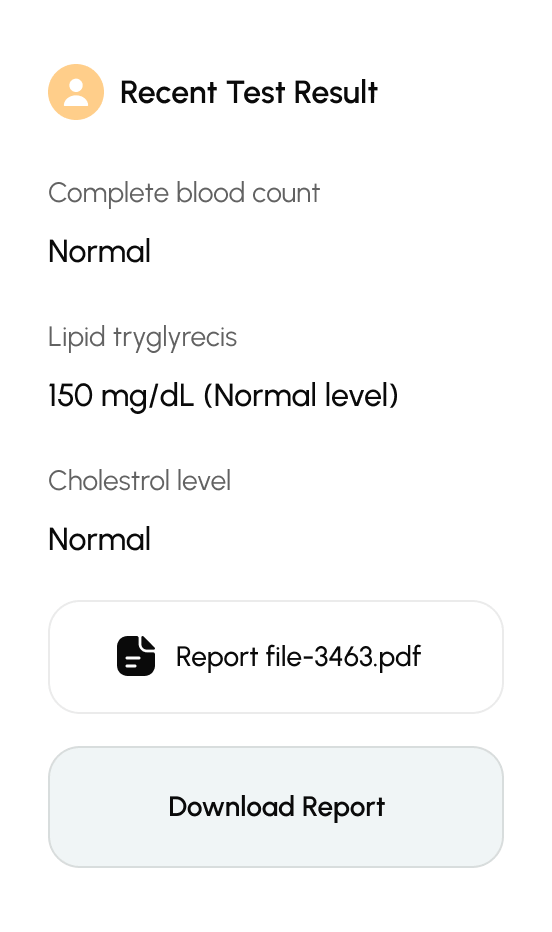 Recent Test Result
Complete blood count
Normal
Lipid tryglyrecis
150 mg/dL (Normal level)
Cholestrol level
Normal
Report file-3463.pdf
Download Report